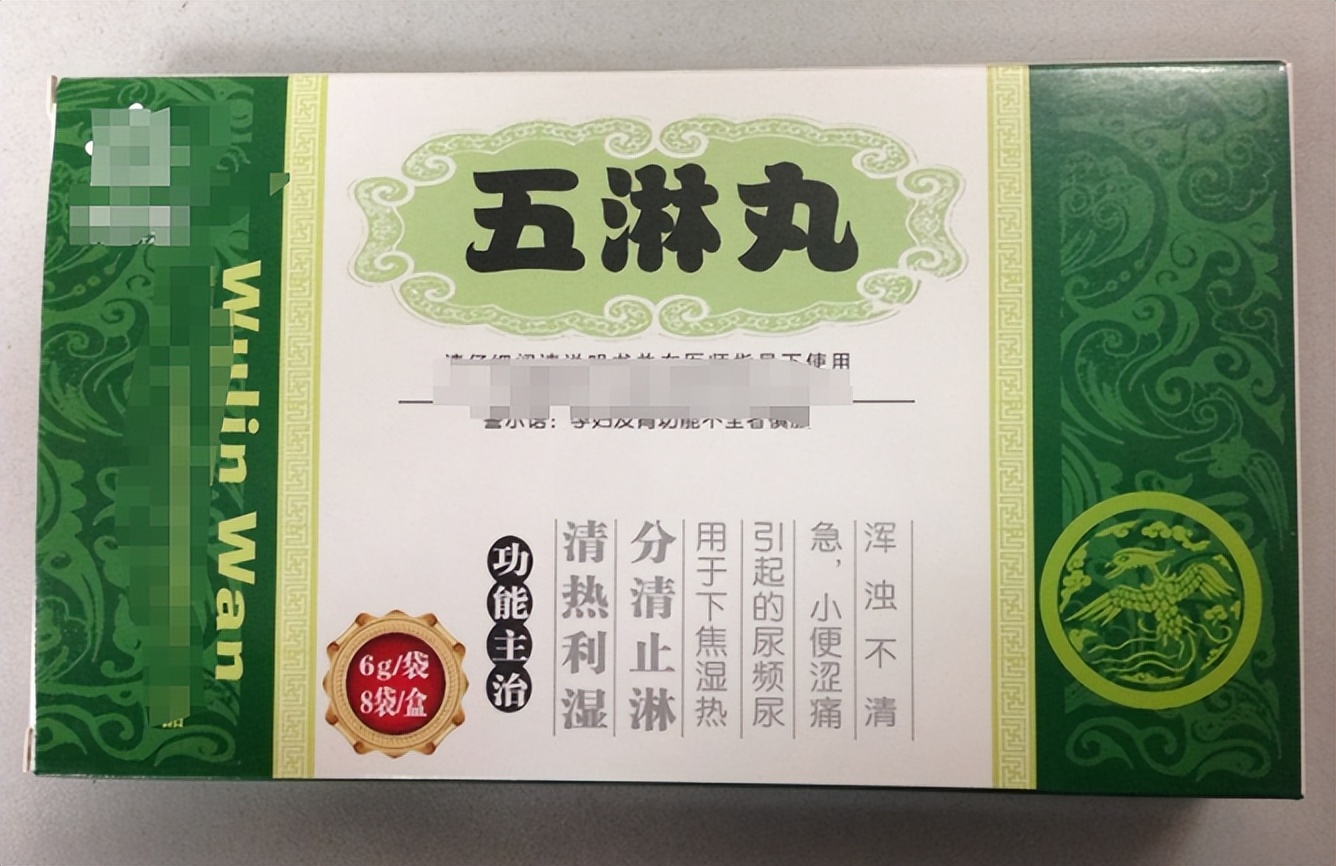 五淋丸
Wulin Wan
使用
功能主治
清热利湿
分清止淋
用于下焦湿热
引起的尿频尿
急，小便涩痛
浑浊不清
6g/袋
8袋/盒